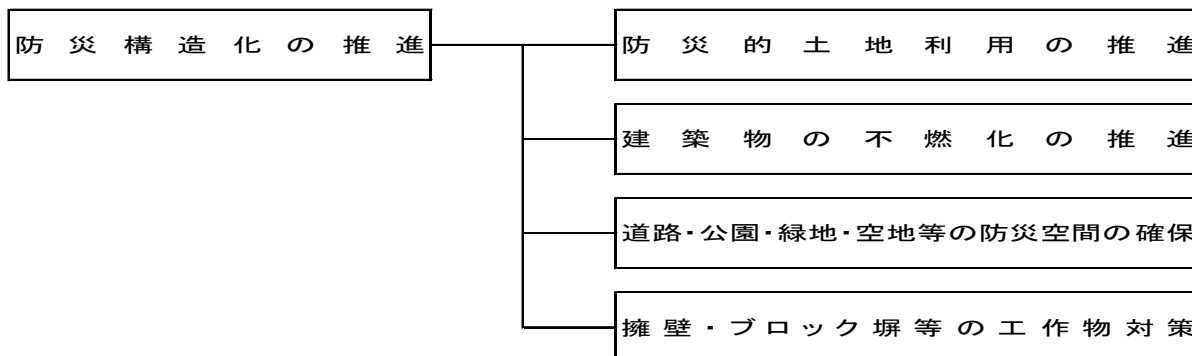 防災構造化の推進
防災的土地利用の推進
建築物の不燃化の推進
道路・公園・緑地・空地等の防災空間の確保
擁壁・ブロック塀等の工作物対策